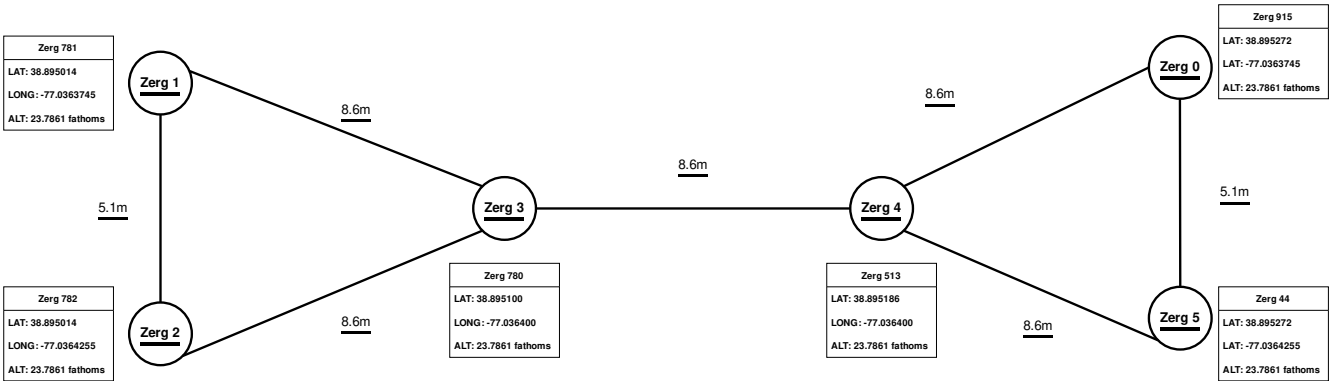 Zerg 781
LAT: 38.895014
LONG: -77.0363745
ALT: 23.7861 fathoms
Zerg 1
8.6m
5.1m
Zerg 782
LAT: 38.895014
LONG: -77.0364255
ALT: 23.7861 fathoms
Zerg 2
8.6m
Zerg 3
Zerg 780
LAT: 38.895100
LONG: -77.036400
ALT: 23.7861 fathoms
8.6m
Zerg 4
Zerg 513
LAT: 38.895186
LONG: -77.036400
ALT: 23.7861 fathoms
8.6m
8.6m
Zerg 0
Zerg 915
LAT: 38.895272
LAT: -77.0363745
ALT: 23.7861 fathoms
5.1m
Zerg 5
Zerg 44
LAT: 38.895272
LAT: -77.0364255
ALT: 23.7861 fathoms